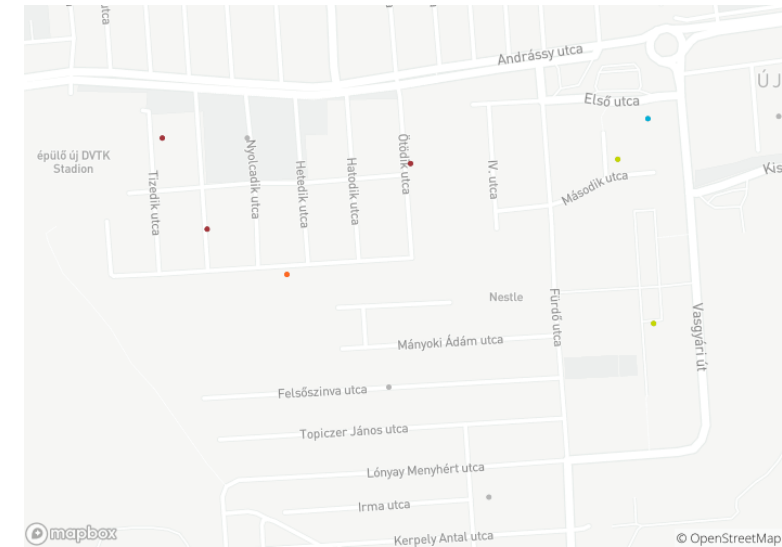 Andrássy utca
ÚJ
Első utca
épülő új DVTK
Stadion
Tizedik utca
Nyolcadik utca
Hetedik utca
Hatodik utca
Ötödik utca
IV. utca
Második utca
Kis
Nestle
Fürdő utca
Vasgyári út
Mányoki Ádám utca
Felsőszinva utca
Topiczer János utca
Lónyay Menyhért utca
Irma utca
Kerpely Antal utca
mapbox
© OpenStreetMap